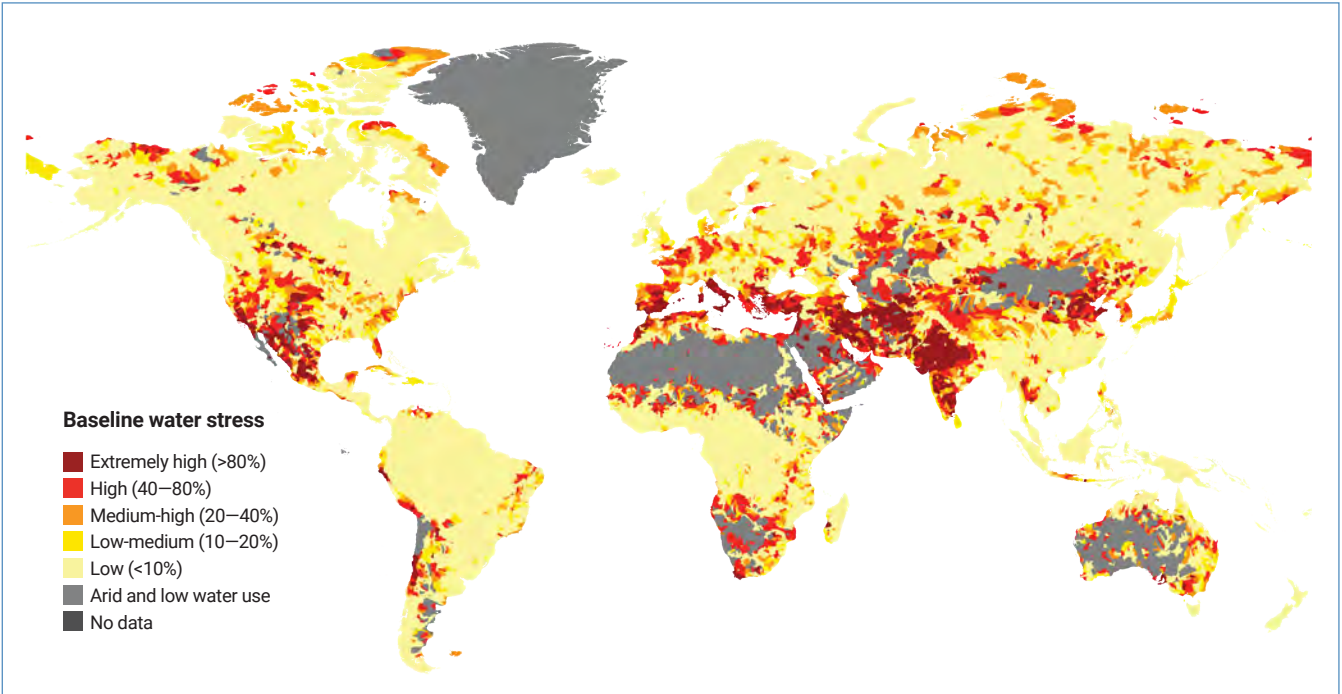 Baseline water stress
Extremely high (>80%)
High (40—80%)
Medium-high (20—40%)
Low-medium (10—20%)
Low (<10%)
Arid and low water use
No data